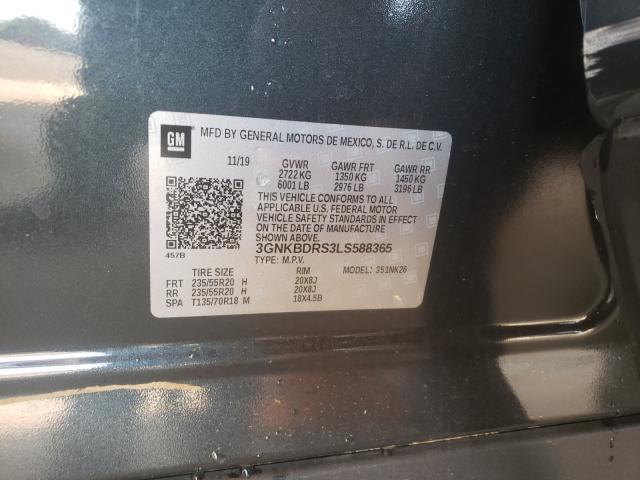 GM MFD BY GENERAL MOTORS DE MEXICO, S. DE R.L. DE C.V.
11/19 GVWR GAWR FRT GAWR RR
2722 KG 1350 KG 1450 KG
6001 LB 2976 LB 3196 LB
THIS VEHICLE CONFORMS TO ALL
APPLICABLE U.S. FEDERAL MOTOR
VEHICLE SAFETY STANDARDS IN EFFECT
ON THE DATE OF MANUFACTURE
SHOWN ABOVE.
457B 3GNKBDRS3LS588365
TYPE: M.P.V. MODEL: 351NK26
TIRE SIZE RIM
FRT 235/55R20 H 20X8J
RR 235/55R20 H 20X8J
SPA T135/70R18 M 18X4.5B